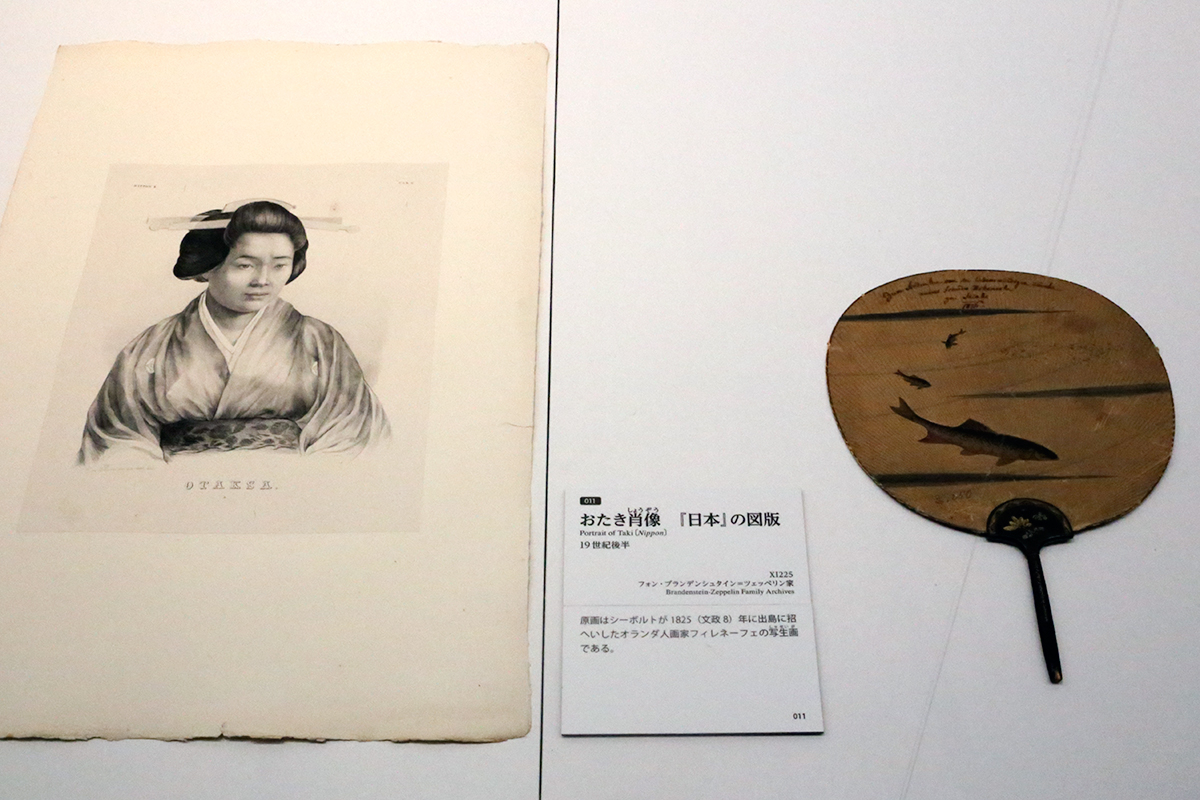 OTAKSA.
011
おたき肖像 『日本』の図版
しょうぞう
Portrait of Taki [Nippon]
19世紀後半
X1225
フォン・ブランデンシュタイン=ツェッペリン家
Brandenstein-Zeppelin Family Archives
原画はシーボルトが1825(文政8)年に出島に招
へいしたオランダ人画家フィレネーフェの写生画
である。
011